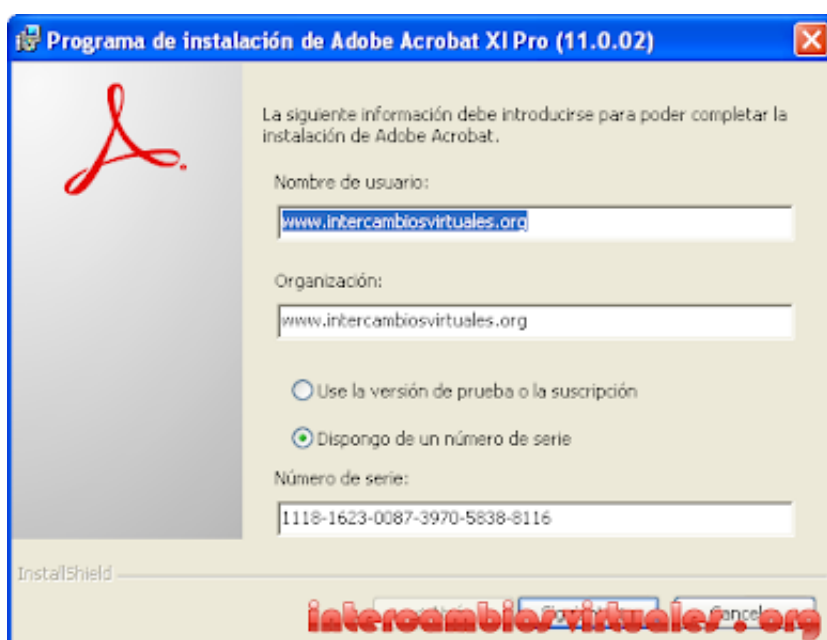 Programa de instalación de Adobe Acrobat XI Pro (11.0.02)
La siguiente información debe introducirse para poder completar la
instalación de Adobe Acrobat.
Nombre de usuario:
www.intercambiosvirtuales.org
Organización:
www.intercambiosvirtuales.org
Use la versión de prueba o la suscripción
Dispongo de un número de serie
Número de serie:
1118-1623-0087-3970-5838-8116
InstallShield
intercambios virtuales.org